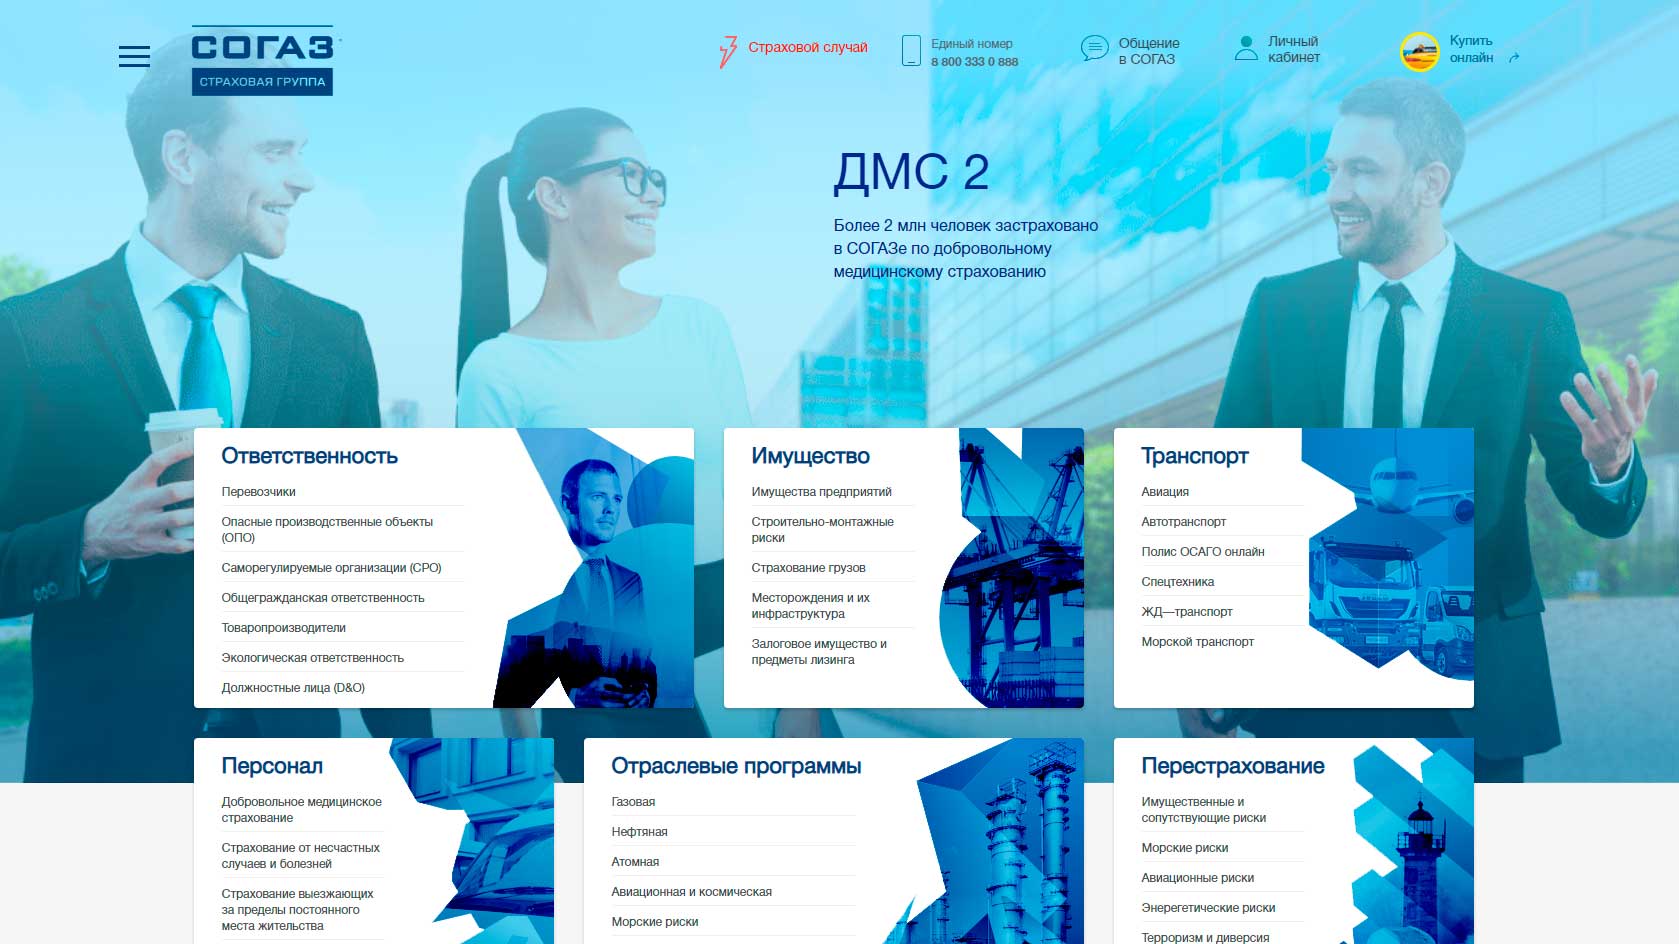 СОГАЗ
СТРАХОВАЯ ГРУППА
Страховой случай
Единый номер
8 800 333 0 888
Общение
в СОГАЗ
Личный
кабинет
Купить
онлайн
ДМС 2
Более 2 млн человек застраховано
в СОГАЗе по добровольному
медицинскому страхованию
Ответственность
Перевозчики
Опасные производственные объекты
(ОПО)
Саморегулируемые организации (СРО)
Общегражданская ответственность
Товаропроизводители
Экологическая ответственность
Должностные лица (D&O)
Имущество
Имущества предприятий
Строительно-монтажные
риски
Страхование грузов
Месторождения и их
инфраструктура
Залоговое имущество и
предметы лизинга
Транспорт
Авиация
Автотранспорт
Полис ОСАГО онлайн
Спецтехника
ЖД—транспорт
Морской транспорт
Персонал
Добровольное медицинское
страхование
Страхование от несчастных
случаев и болезней
Страхование выезжающих
за пределы постоянного
места жительства
Отраслевые программы
Газовая
Нефтяная
Атомная
Авиационная и космическая
Морские риски
Перестрахование
Имущественные и
сопутствующие риски
Морские риски
Авиационные риски
Энерегетические риски
Терроризм и диверсия